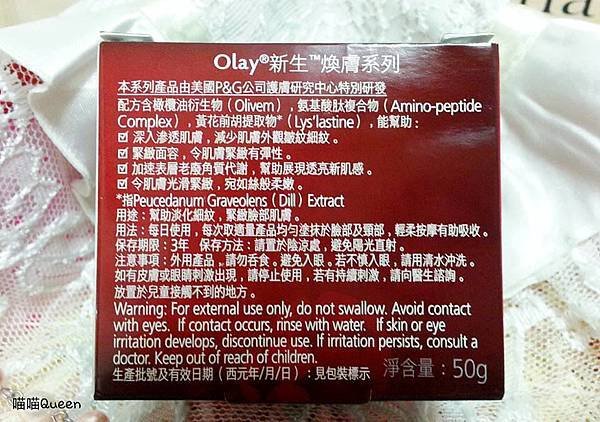 Olay®新生™煥膚系列
本系列產品由美國P&G公司護膚研究中心特別研發
配方含橄欖油衍生物（Olivem），氨基酸肽複合物（Amino-peptide
Complex），黃花前胡提取物*（Lys'lastine），能幫助：
☑ 深入滲透肌膚，減少肌膚外觀皺紋細紋。
☑ 緊緻面容，令肌膚緊緻有彈性。
☑ 加速表層老廢角質代謝，幫助展現透亮新肌感。
☑ 令肌膚光滑緊緻，宛如絲般柔嫩。
*指Peucedanum Graveolens（Dill）Extract
用途：幫助淡化細紋，緊緻臉部肌膚。
用法：每日使用，每次取適量產品均勻塗抹於臉部及頸部，輕柔按摩有助吸收。
保存期限：3年 保存方法：請置於陰涼處，避免陽光直射。
注意事項：外用產品，請勿吞食。避免入眼。若不慎入眼，請用清水沖洗。
如有皮膚或眼睛刺激出現，請停止使用，若有持續刺激，請向醫生諮詢。
放置於兒童接觸不到的地方。
Warning: For external use only, do not swallow. Avoid contact
with eyes. If contact occurs, rinse with water. If skin or eye
irritation develops, discontinue use. If irritation persists, consult a
doctor. Keep out of reach of children.
淨含量：50g
生產批號及有效日期（西元年/月/日）：見包裝標示
喵喵Queen